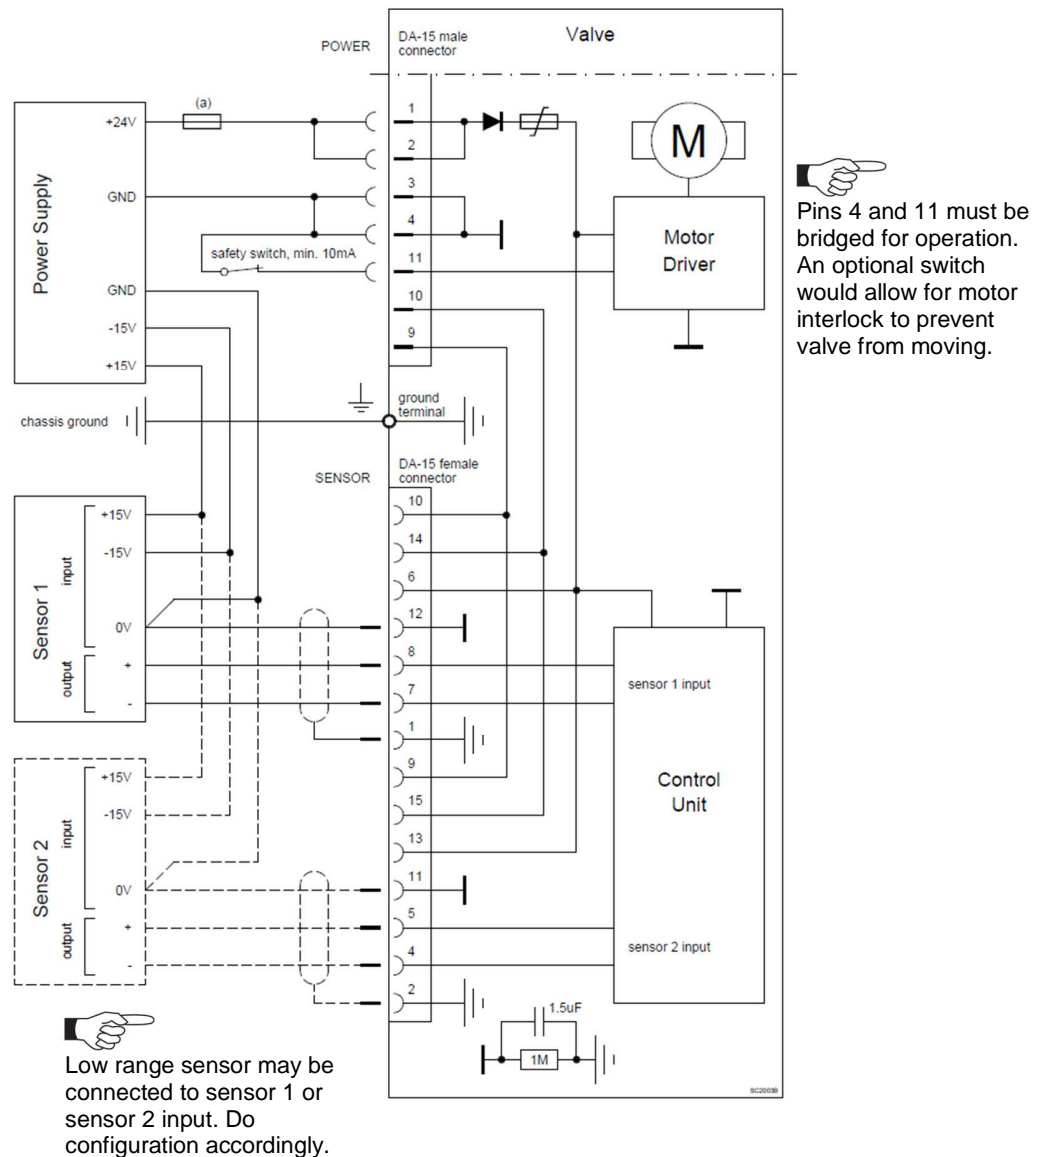 POWER
DA-15 male
connector
Valve
Power Supply
+24V
(a)
GND
safety switch, min. 10mA
GND
-15V
+15V
1
2
3
4
11
10
9
M
Motor
Driver
Pins 4 and 11 must be
bridged for operation.
An optional switch
would allow for motor
interlock to prevent
valve from moving.
chassis ground
ground
terminal
SENSOR
DA-15 female
connector
Sensor 1
input
+15V
-15V
0V
output
+
-
10
14
6
12
8
7
1
9
15
13
11
5
4
2
sensor 1 input
Control
Unit
sensor 2 input
Sensor 2
input
+15V
-15V
0V
output
+
-
1.5uF
1M
SC2009B
Low range sensor may be
connected to sensor 1 or
sensor 2 input. Do
configuration accordingly.